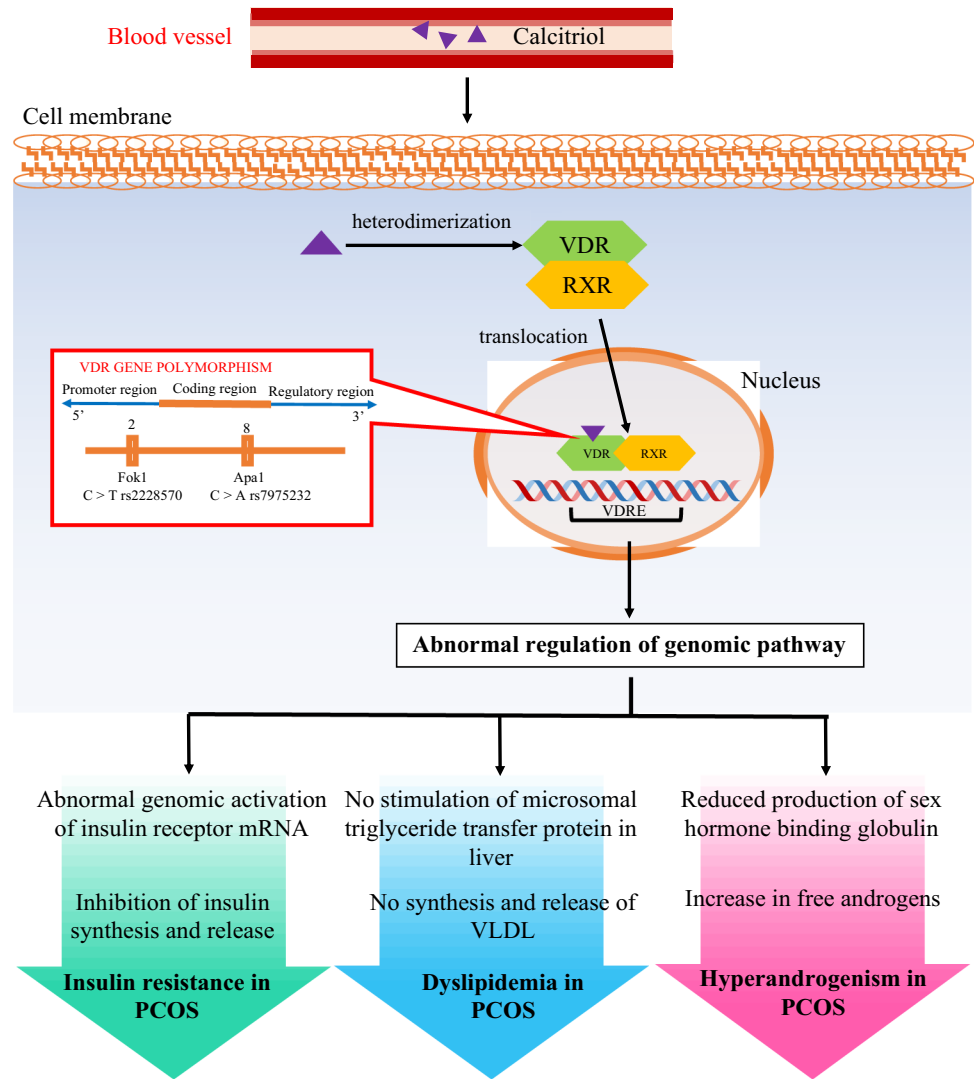 Blood vessel
Calcitriol
Cell membrane
heterodimerization
VDR
RXR
translocation
Nucleus
VDR GENE POLYMORPHISM
Promoter region
Coding region
Regulatory region
5’
3’
2
8
Fok1
Apa1
C > T rs2228570
C > A rs7975232
VDR
RXR
VDRE
Abnormal regulation of genomic pathway
Abnormal genomic activation
of insulin receptor mRNA
Inhibition of insulin
synthesis and release
Insulin resistance in
PCOS
No stimulation of microsomal
triglyceride transfer protein in
liver
No synthesis and release of
VLDL
Dyslipidemia in
PCOS
Reduced production of sex
hormone binding globulin
Increase in free androgens
Hyperandrogenism in
PCOS